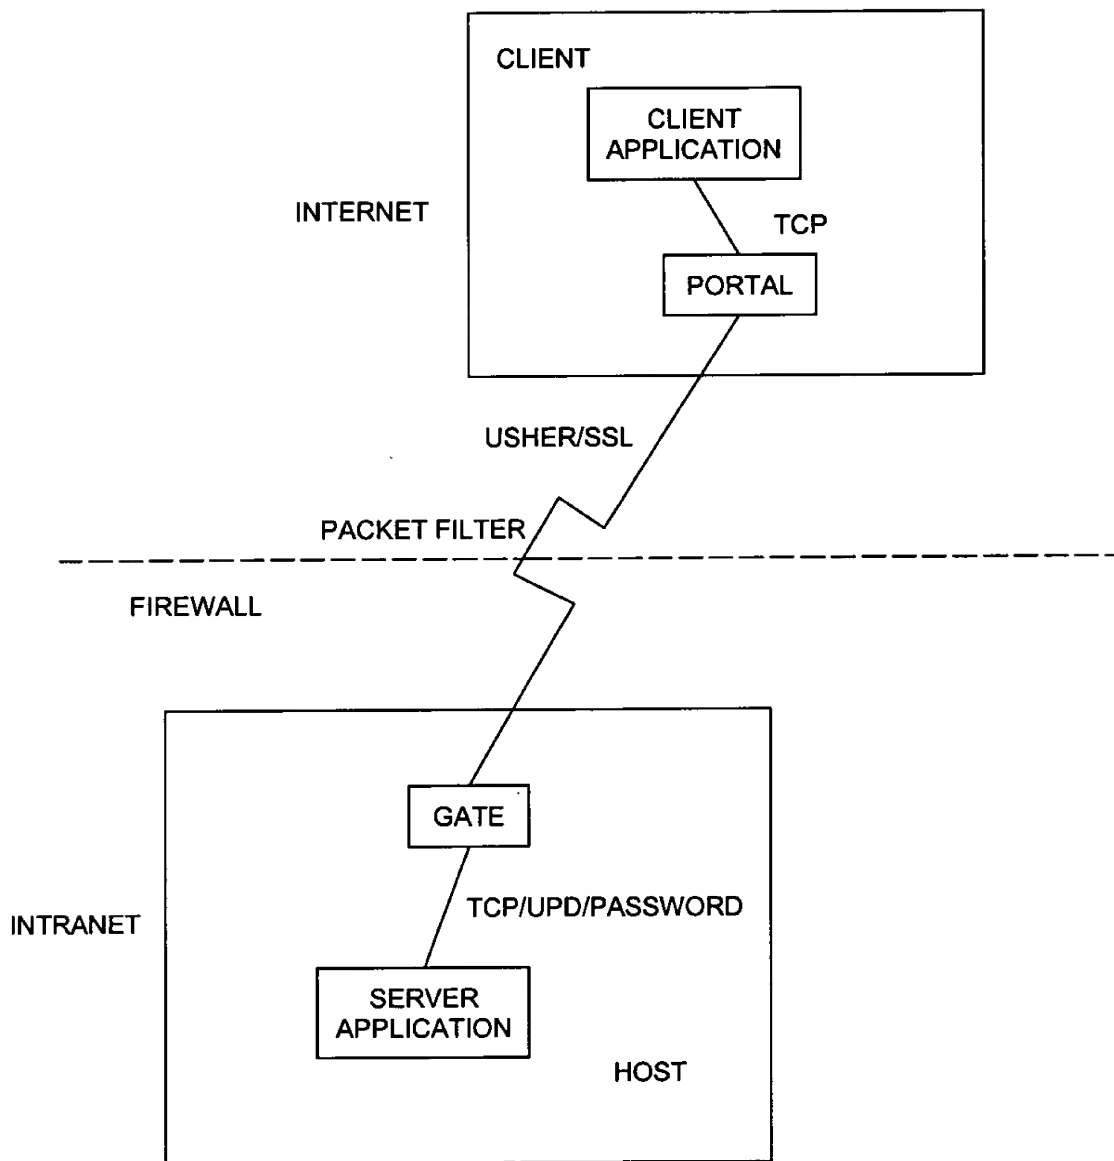 CLIENT
CLIENT
APPLICATION
INTERNET
TCP
PORTAL
USHER/SSL
PACKET FILTER
FIREWALL
GATE
TCP/UPD/PASSWORD
INTRANET
SERVER
APPLICATION
HOST